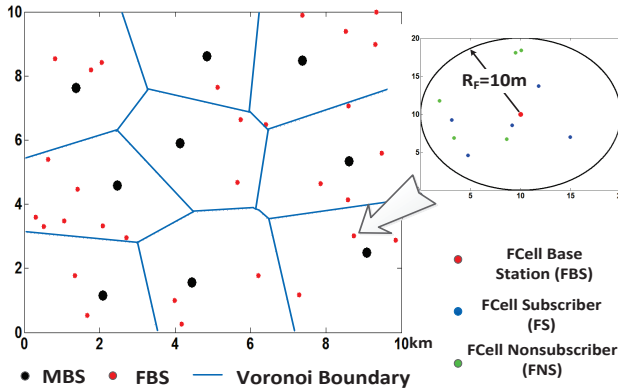 10
8
6
4
2
0
0
2
4
6
8
10km
20
15
10
5
5
10
15
20
R_F=10m
FCell Base
Station (FBS)
FCell Subscriber
(FS)
FCell Nonsubscriber
(FNS)
MBS
FBS
Voronoi Boundary